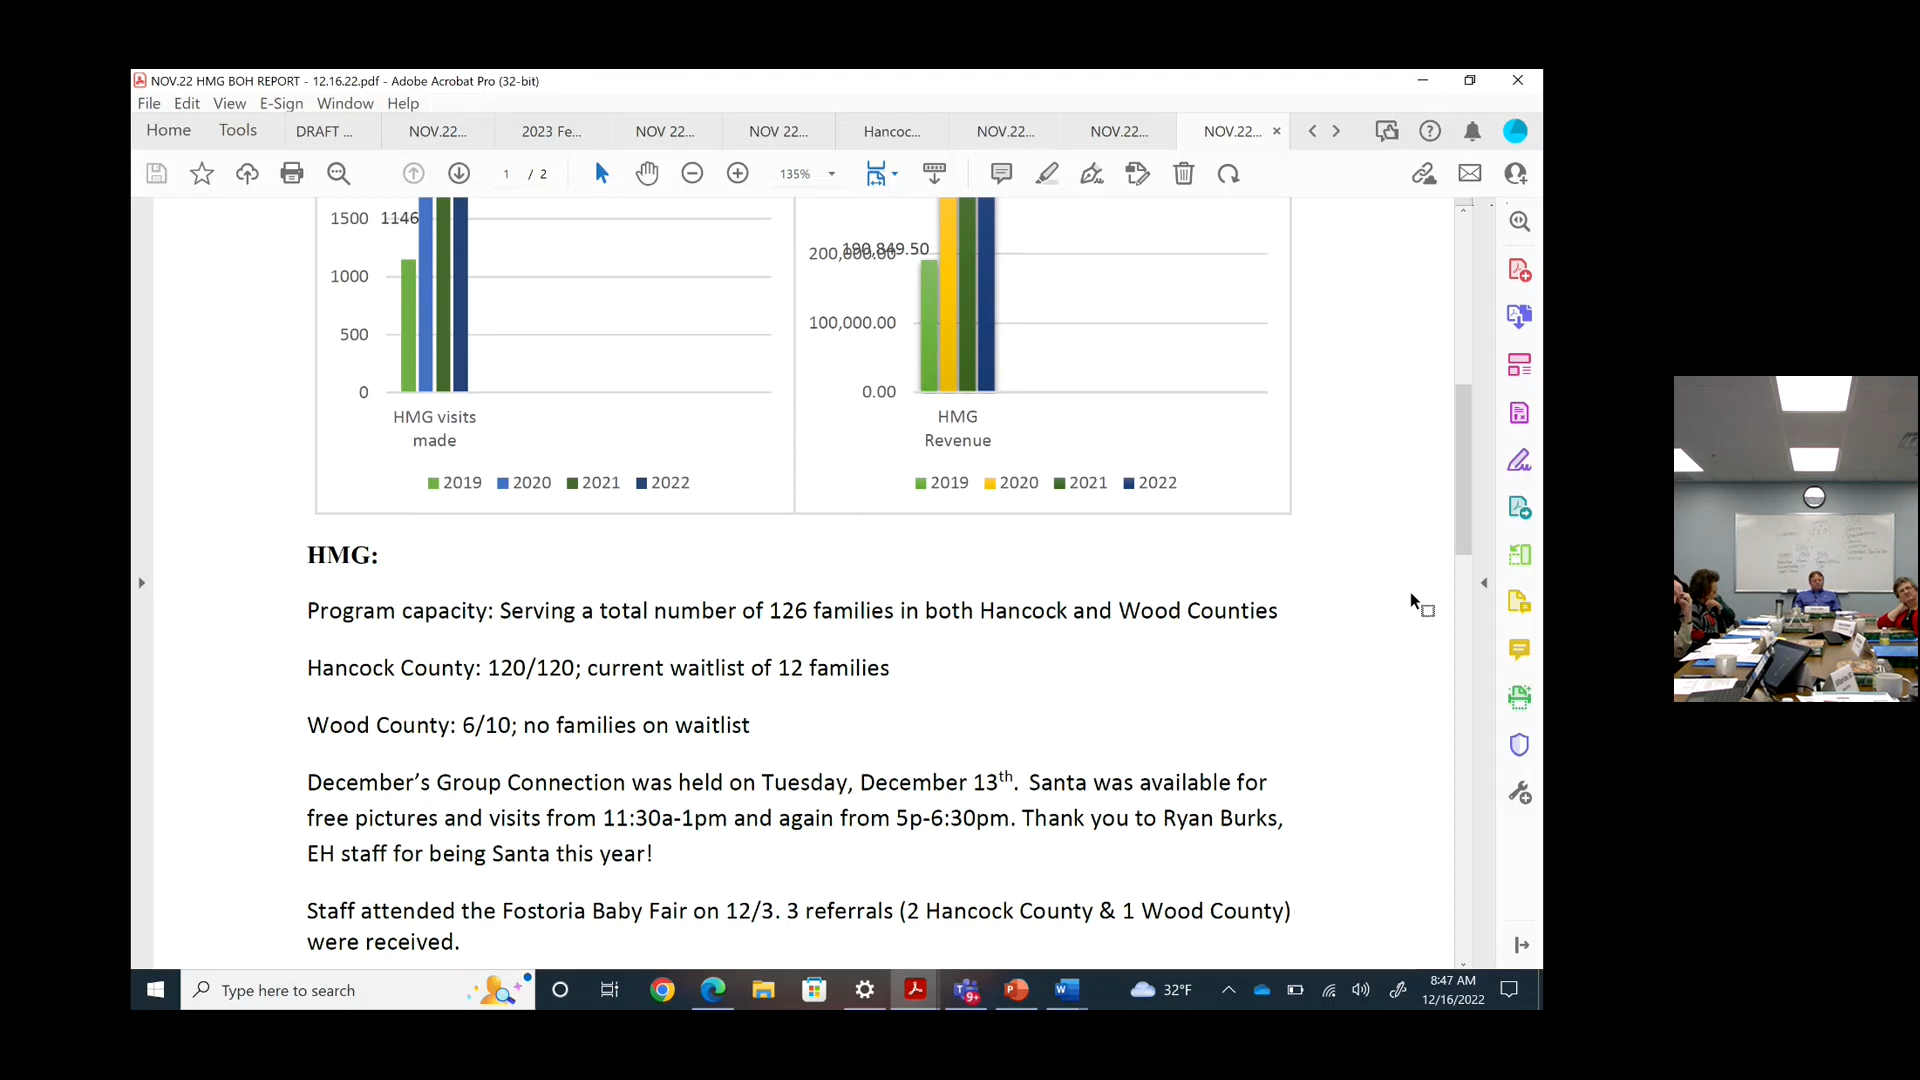 NOV.22 HMG BOH REPORT - 12.16.22.pdf - Adobe Acrobat Pro (32-bit)
File Edit View E-Sign Window Help
Home Tools DRAFT ... NOV.22... 2023 Fe... NOV 22... NOV 22... Hancoc... NOV.22... NOV.22... NOV.22... ×
1 / 2 135%
1500 1146
1000
500
0
HMG visits
made
2019 2020 2021 2022
190,849.50
200,000.00
100,000.00
0.00
HMG
Revenue
2019 2020 2021 2022
HMG:
Program capacity: Serving a total number of 126 families in both Hancock and Wood Counties
Hancock County: 120/120; current waitlist of 12 families
Wood County: 6/10; no families on waitlist
December’s Group Connection was held on Tuesday, December 13th. Santa was available for
free pictures and visits from 11:30a-1pm and again from 5p-6:30pm. Thank you to Ryan Burks,
EH staff for being Santa this year!
Staff attended the Fostoria Baby Fair on 12/3. 3 referrals (2 Hancock County & 1 Wood County)
were received.
Type here to search
9+
32°F
8:47 AM
12/16/2022